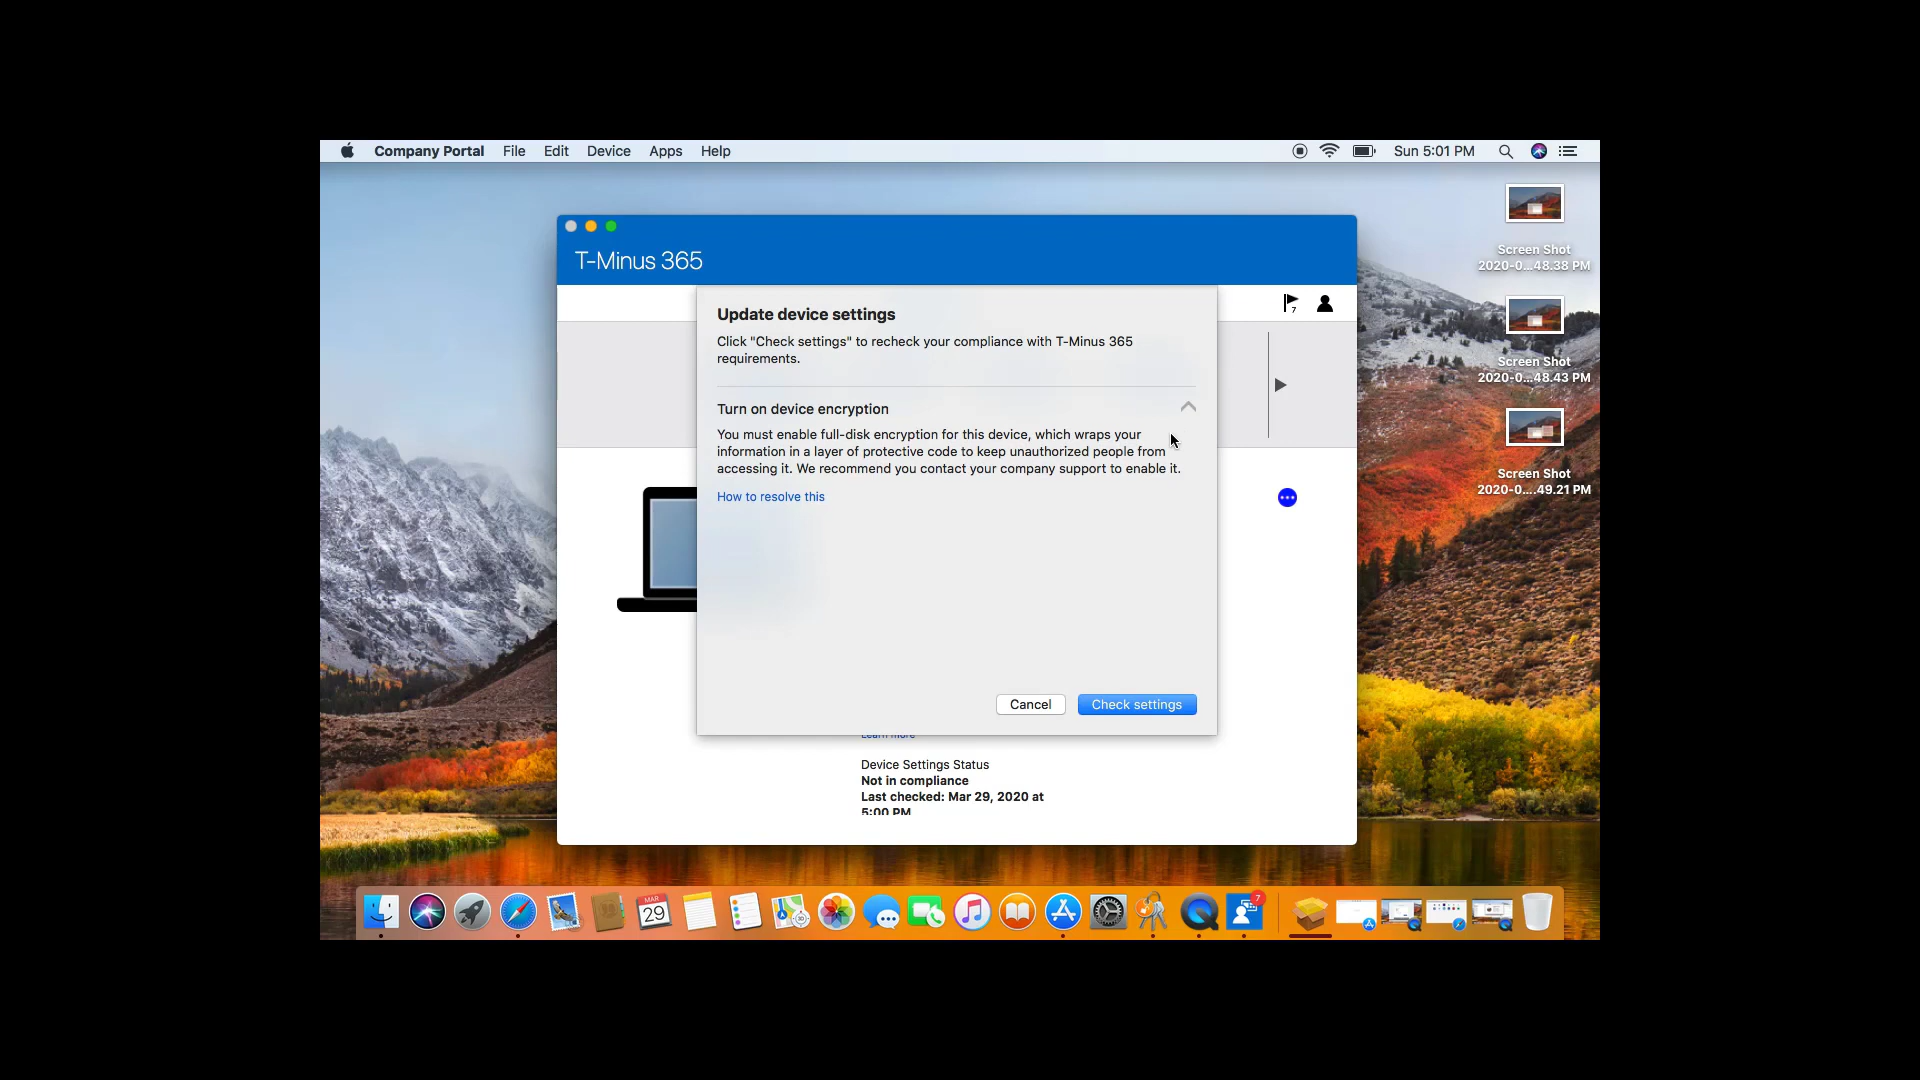 Company Portal File Edit Device Apps Help Sun 5:01 PM
Screen Shot
2020-0...48.38 PM
T-Minus 365
7
Update device settings
Click "Check settings" to recheck your compliance with T-Minus 365
requirements.
Screen Shot
2020-0...48.43 PM
Turn on device encryption
You must enable full-disk encryption for this device, which wraps your
information in a layer of protective code to keep unauthorized people from
accessing it. We recommend you contact your company support to enable it.
Screen Shot
2020-0....49.21 PM
How to resolve this
Cancel Check settings
Learn more
Device Settings Status
Not in compliance
Last checked: Mar 29, 2020 at
5:00 PM
MAR
29
7